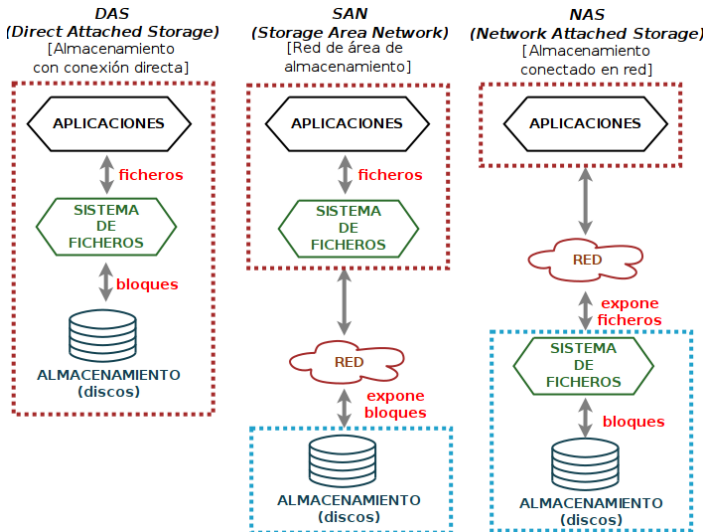 DAS
(Direct Attached Storage)
[Almacenamiento
con conexión directa]
APLICACIONES
ficheros
SISTEMA
DE
FICHEROS
bloques
ALMACENAMIENTO
(discos)
SAN
(Storage Area Network)
[Red de área de
almacenamiento]
APLICACIONES
ficheros
SISTEMA
DE
FICHEROS
RED
expone
bloques
ALMACENAMIENTO
(discos)
NAS
(Network Attached Storage)
[Almacenamiento
conectado en red]
APLICACIONES
RED
expone
ficheros
SISTEMA
DE
FICHEROS
bloques
ALMACENAMIENTO
(discos)